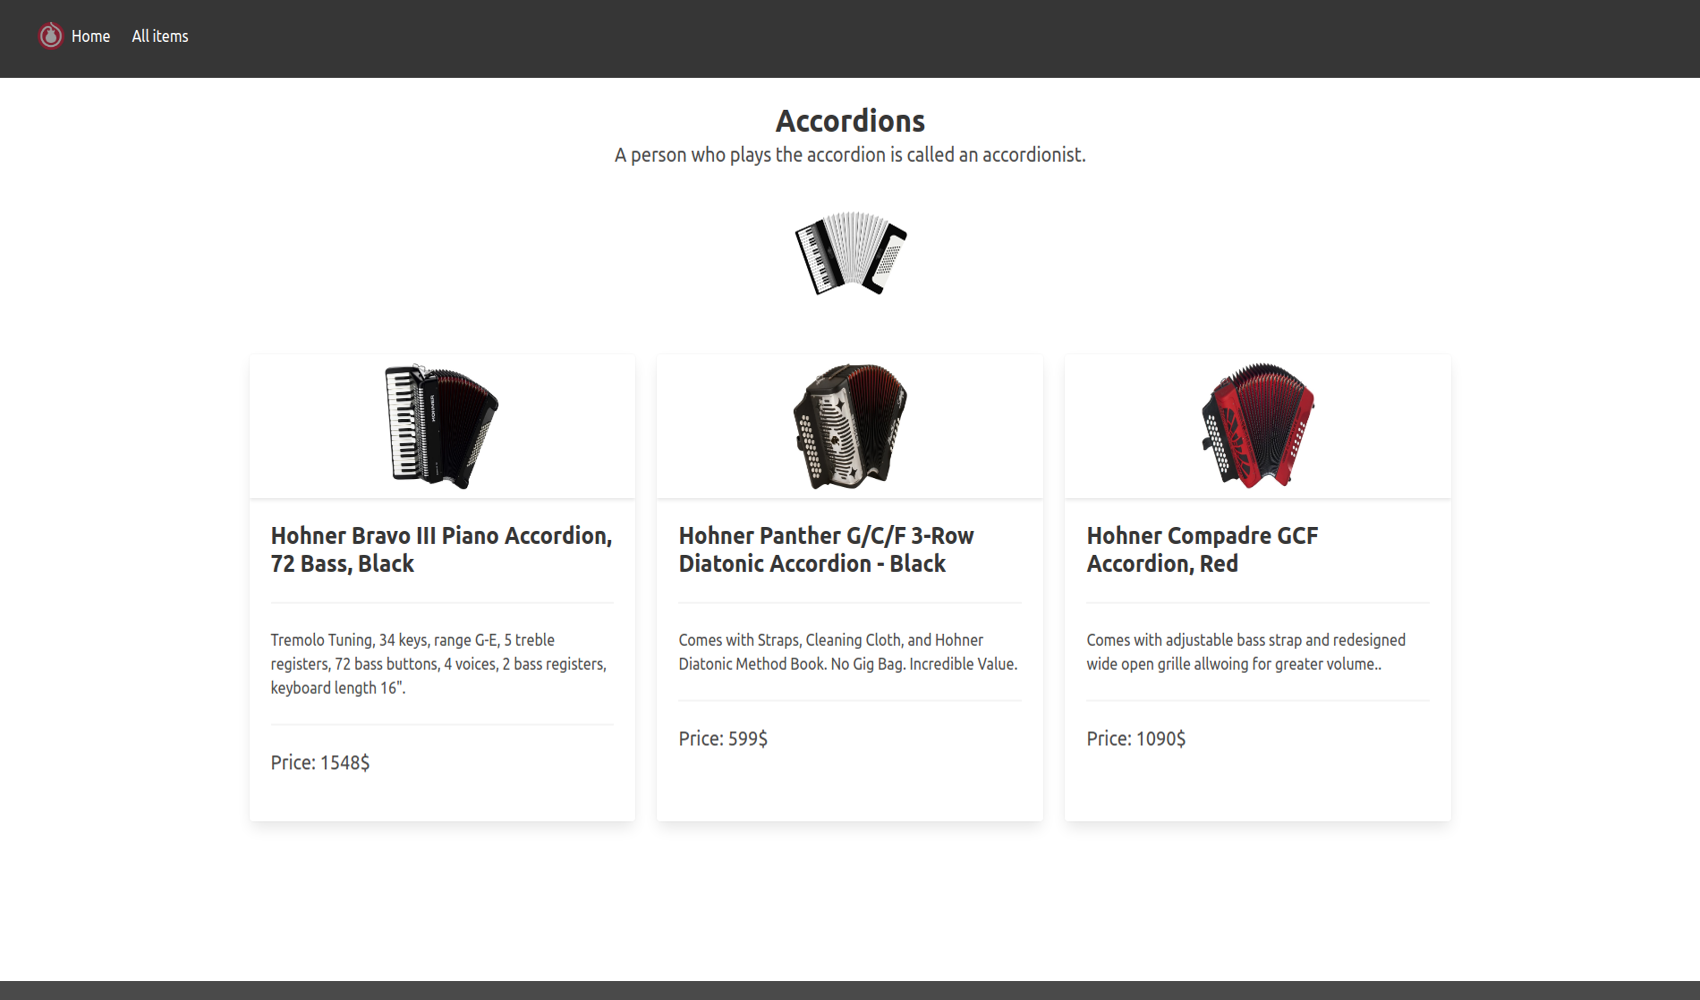 Home
All items
Accordions
A person who plays the accordion is called an accordionist.
Hohner Bravo III Piano Accordion,
72 Bass, Black
Tremolo Tuning, 34 keys, range G-E, 5 treble
registers, 72 bass buttons, 4 voices, 2 bass registers,
keyboard length 16".
Price: 1548$
Hohner Panther G/C/F 3-Row
Diatonic Accordion - Black
Comes with Straps, Cleaning Cloth, and Hohner
Diatonic Method Book. No Gig Bag. Incredible Value.
Price: 599$
Hohner Compadre GCF
Accordion, Red
Comes with adjustable bass strap and redesigned
wide open grille allwoing for greater volume..
Price: 1090$